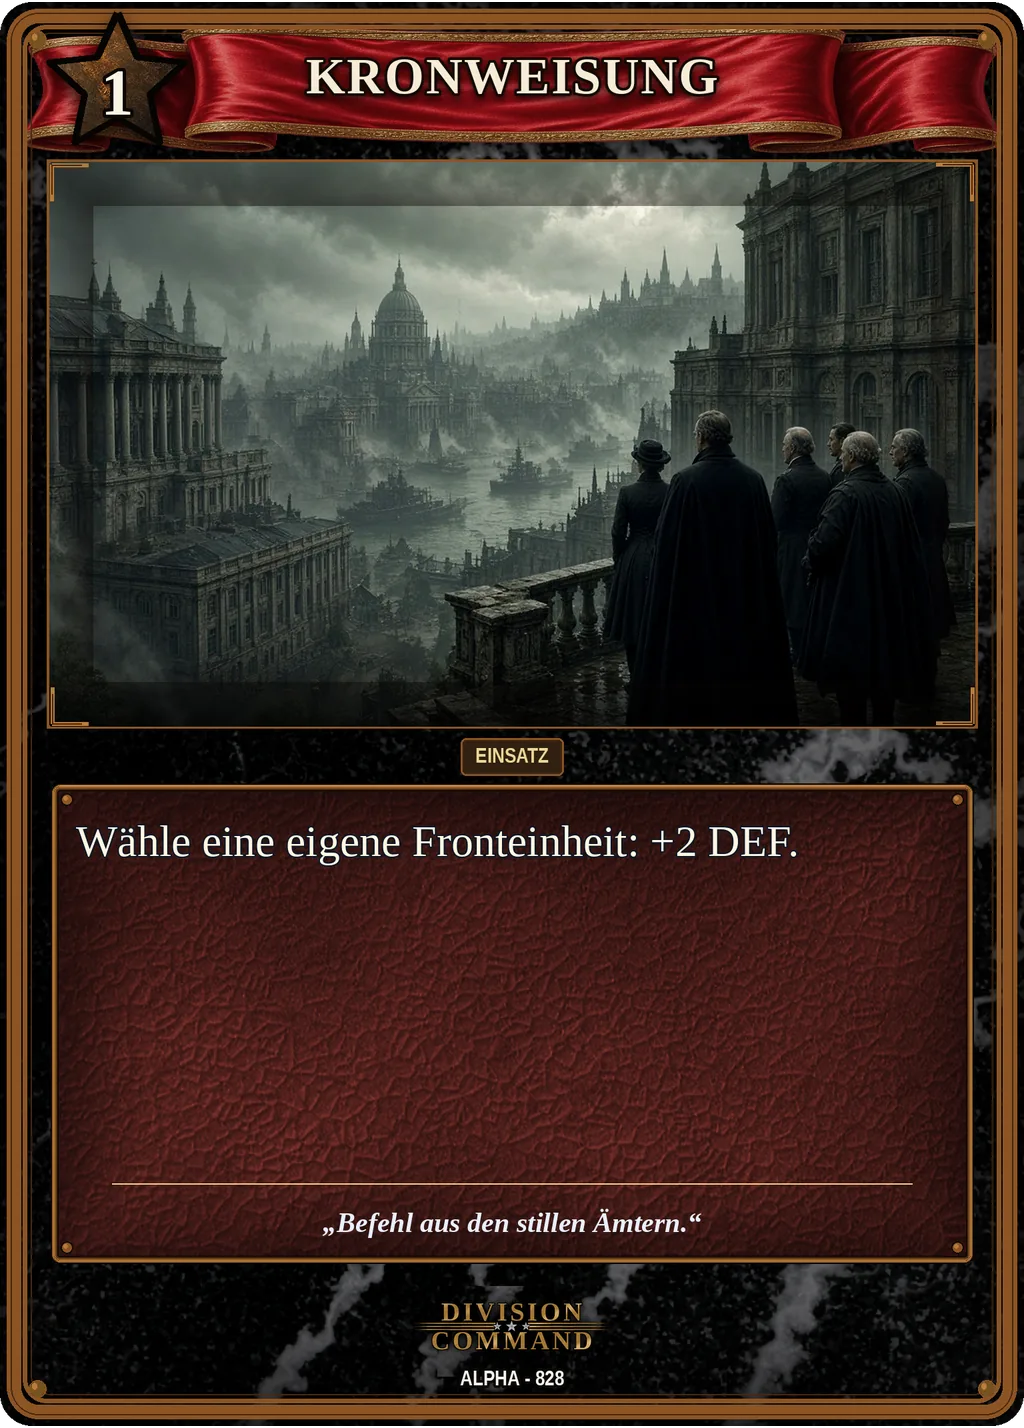 1
KRONWEISUNG
EINSATZ
Wähle eine eigene Fronteinheit: +2 DEF.
„Befehl aus den stillen Ämtern.“
DIVISION
COMMAND
ALPHA - 828